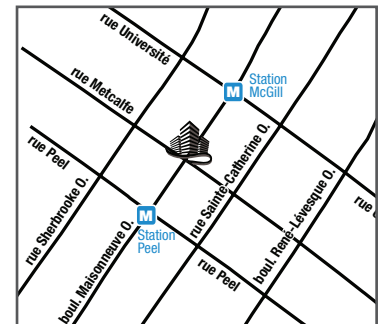 rue Université
M
Station
McGill
rue Metcalfe
rue Peel
rue Sherbrooke O.
M
Station
Peel
rue Sainte-Catherine O.
boul. Maisonneuve O.
boul. René-Lévesque O.
rue
rue Peel